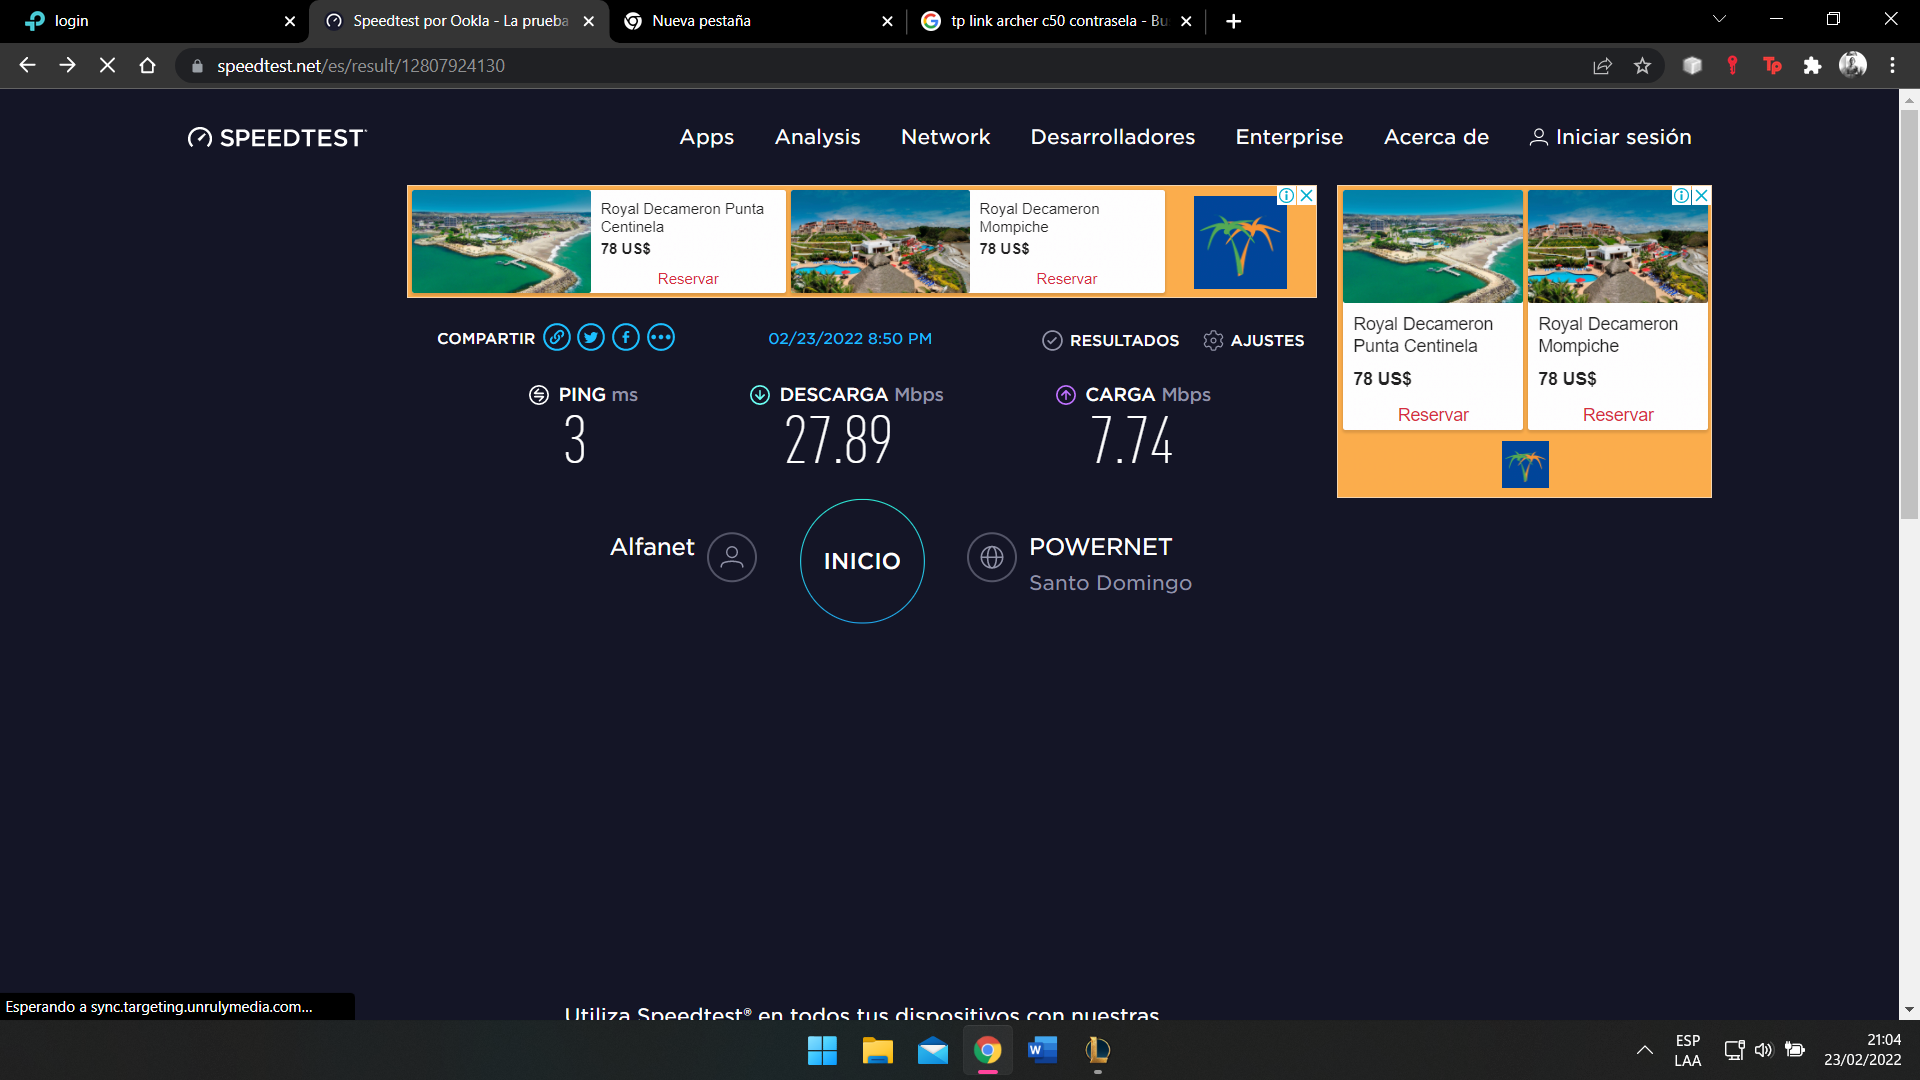 login
Speedtest por Ookla - La prueba
Nueva pestaña
tp link archer c50 contrasela - Bu
speedtest.net/es/result/12807924130
Tp
SPEEDTEST
Apps
Analysis
Network
Desarrolladores
Enterprise
Acerca de
Iniciar sesión
Royal Decameron Punta
Centinela
78 US$
Reservar
Royal Decameron
Mompiche
78 US$
Reservar
Royal Decameron
Punta Centinela
78 US$
Reservar
Royal Decameron
Mompiche
78 US$
Reservar
COMPARTIR
02/23/2022 8:50 PM
RESULTADOS
AJUSTES
PING ms
3
DESCARGA Mbps
27.89
CARGA Mbps
7.74
Alfanet
INICIO
POWERNET
Santo Domingo
Utiliza Speedtest® en todos tus dispositivos con nuestras
Esperando a sync.targeting.unrulymedia.com...
W
ESP
LAA
21:04
23/02/2022